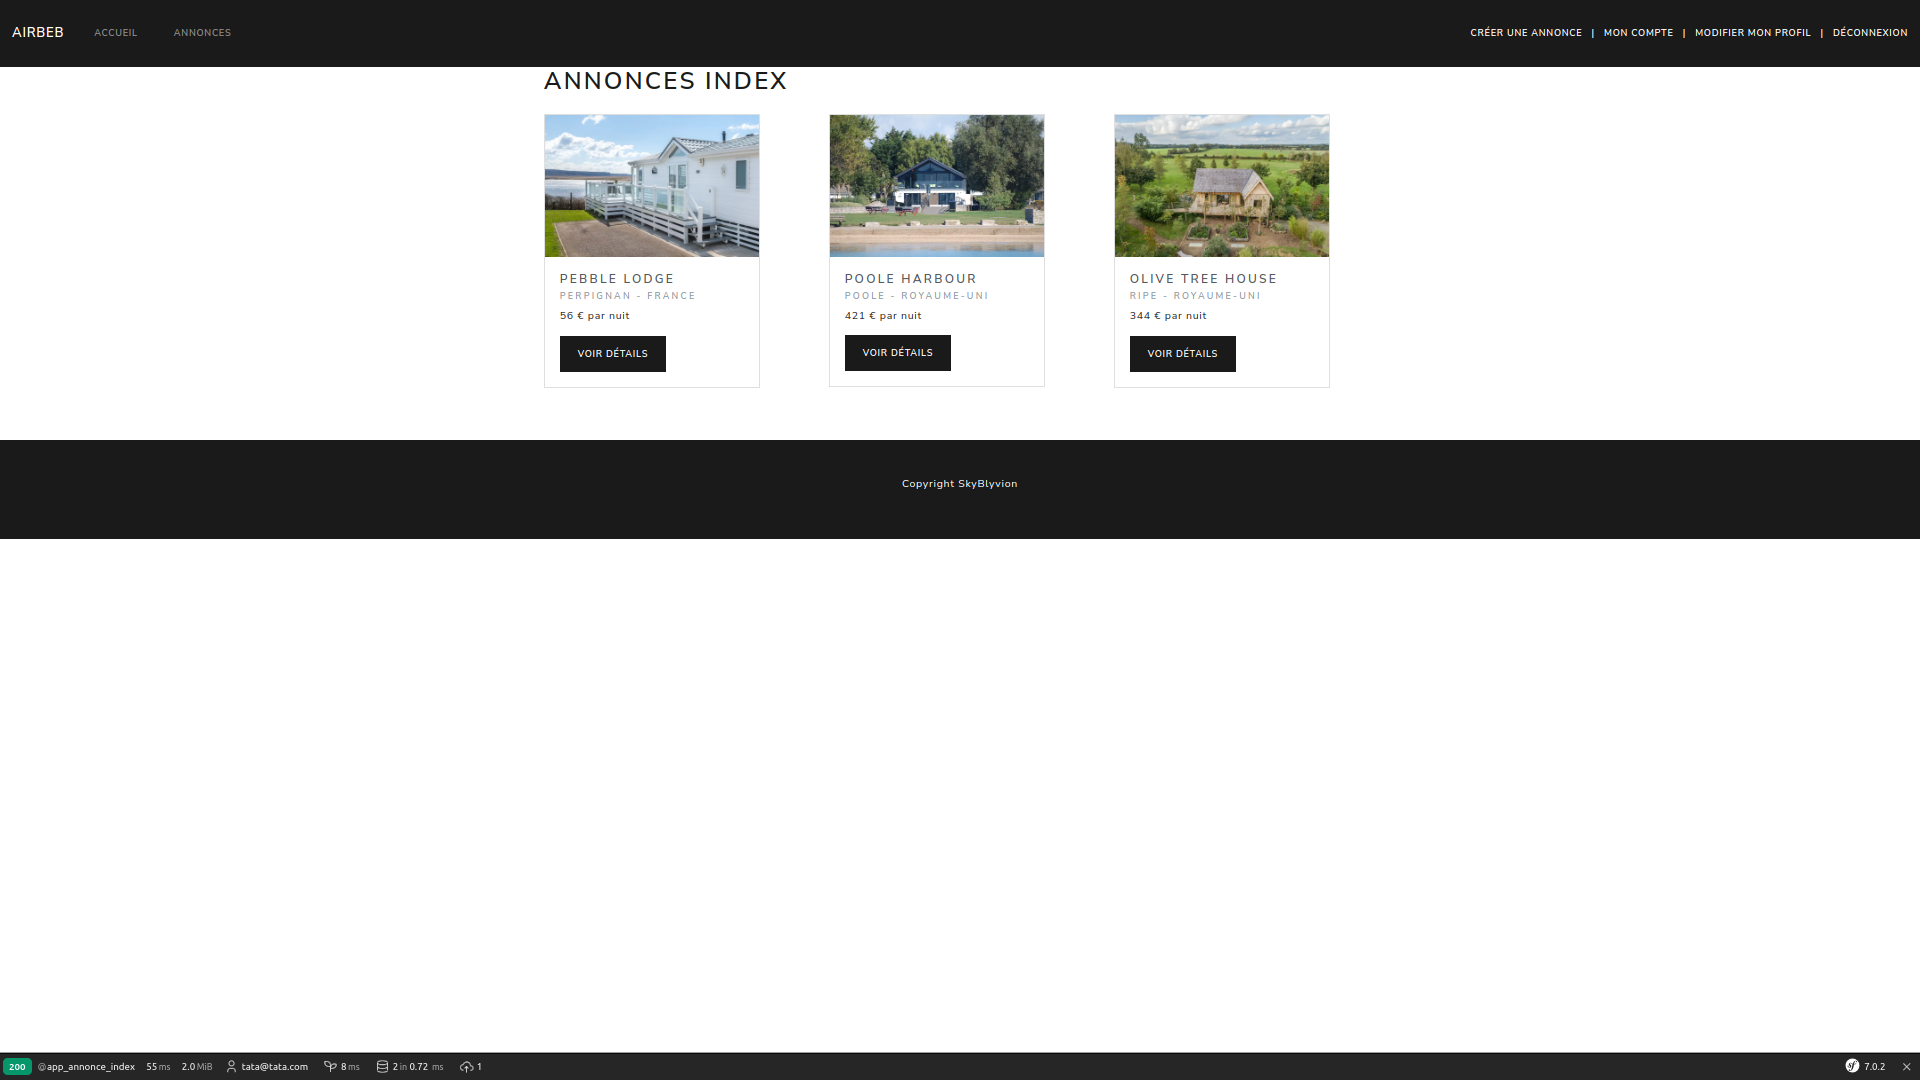 AIRBEB ACCUEIL ANNONCES CRÉER UNE ANNONCE | MON COMPTE | MODIFIER MON PROFIL | DÉCONNEXION
ANNONCES INDEX
PEBBLE LODGE
PERPIGNAN - FRANCE
56 € par nuit
VOIR DÉTAILS
POOLE HARBOUR
POOLE - ROYAUME-UNI
421 € par nuit
VOIR DÉTAILS
OLIVE TREE HOUSE
RIPE - ROYAUME-UNI
344 € par nuit
VOIR DÉTAILS
Copyright SkyBlyvion
200 @app_annonce_index 55 ms 2.0 MiB tata@tata.com 8 ms 2 in 0.72 ms 1 sf 7.0.2